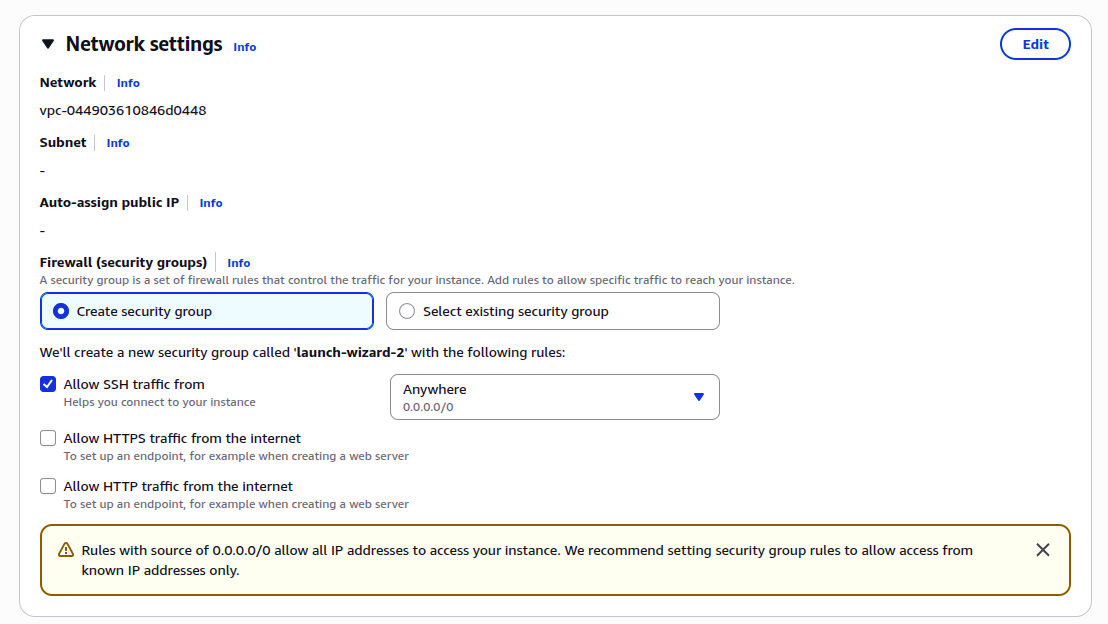 Network settings Info
Edit
Network Info
vpc-044903610846d0448
Subnet Info
-
Auto-assign public IP Info
-
Firewall (security groups) Info
A security group is a set of firewall rules that control the traffic for your instance. Add rules to allow specific traffic to reach your instance.
Create security group
Select existing security group
We'll create a new security group called 'launch-wizard-2' with the following rules:
Allow SSH traffic from
Helps you connect to your instance
Anywhere
0.0.0.0/0
Allow HTTPS traffic from the internet
To set up an endpoint, for example when creating a web server
Allow HTTP traffic from the internet
To set up an endpoint, for example when creating a web server
Rules with source of 0.0.0.0/0 allow all IP addresses to access your instance. We recommend setting security group rules to allow access from
known IP addresses only.